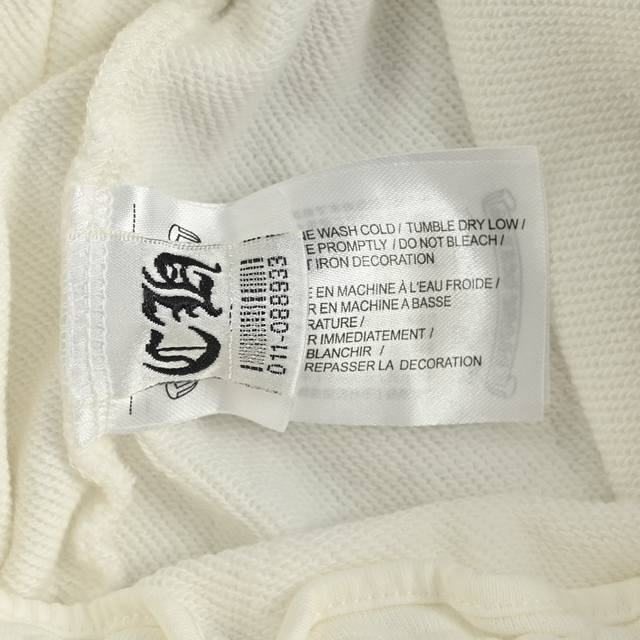 CH
011-088933
WASH COLD / TUMBLE DRY LOW /
PROMPTLY / DO NOT BLEACH /
IRON DECORATION
EN MACHINE À L'EAU FROIDE /
EN MACHINE A BASSE
IMMEDIATEMENT /
BLANCHIR /
REPASSER LA DECORATION